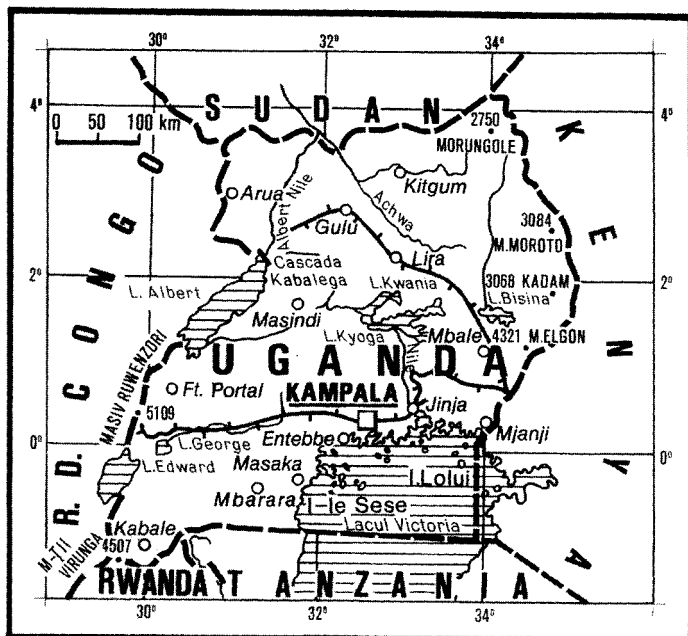 30°
32°
34°
4°
4°
SUDAN
0 50 100 km
2750
MORUNGOLE
KENYA
R.D. CONGO
Arua
Albert Nile
Achwa
Kitgum
Gulu
3084
M.MOROTO
Lira
2°
2°
Cascada
Kabalega
L.Kwania
3068 KADAM
L.Bisina
L.Albert
Masindi
L.Kyoga
Mbale
4321 M.ELGON
UGANDA
Nil
MASIV RUWENZORI
Ft. Portal
KAMPALA
5109
Jinja
Mjanji
0°
0°
L.George
Entebbe
L.Edward
Masaka
I.Lolui
Mbarara
I-le Sese
Lacul Victoria
Kabale
4507
M-ȚII
VIRUNGA
RWANDA
TANZANIA
30°
32°
34°